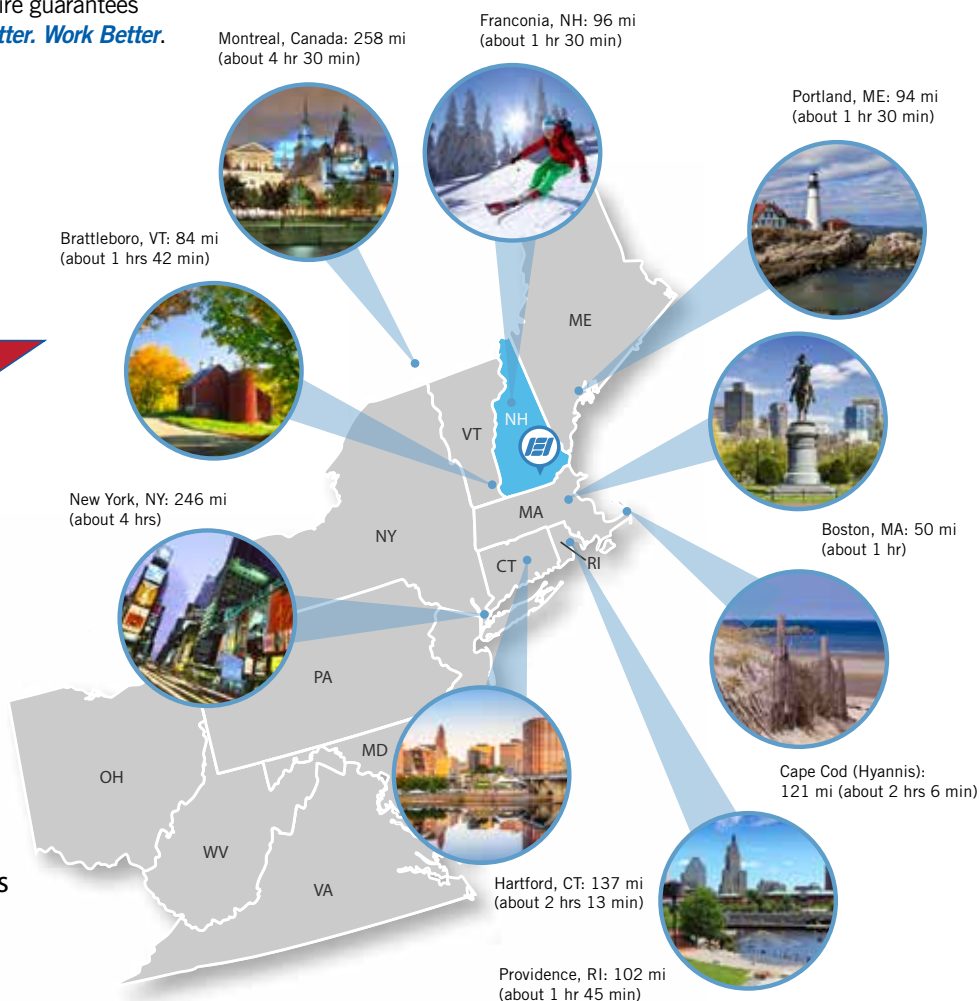 ire guarantees
tter. Work Better.
Montreal, Canada: 258 mi
(about 4 hr 30 min)
Franconia, NH: 96 mi
(about 1 hr 30 min)
Portland, ME: 94 mi
(about 1 hr 30 min)
Brattleboro, VT: 84 mi
(about 1 hrs 42 min)
ME
NH
VT
New York, NY: 246 mi
(about 4 hrs)
MA
Boston, MA: 50 mi
(about 1 hr)
NY
CT
RI
PA
MD
OH
Cape Cod (Hyannis):
121 mi (about 2 hrs 6 min)
WV
VA
s
Hartford, CT: 137 mi
(about 2 hrs 13 min)
Providence, RI: 102 mi
(about 1 hr 45 min)